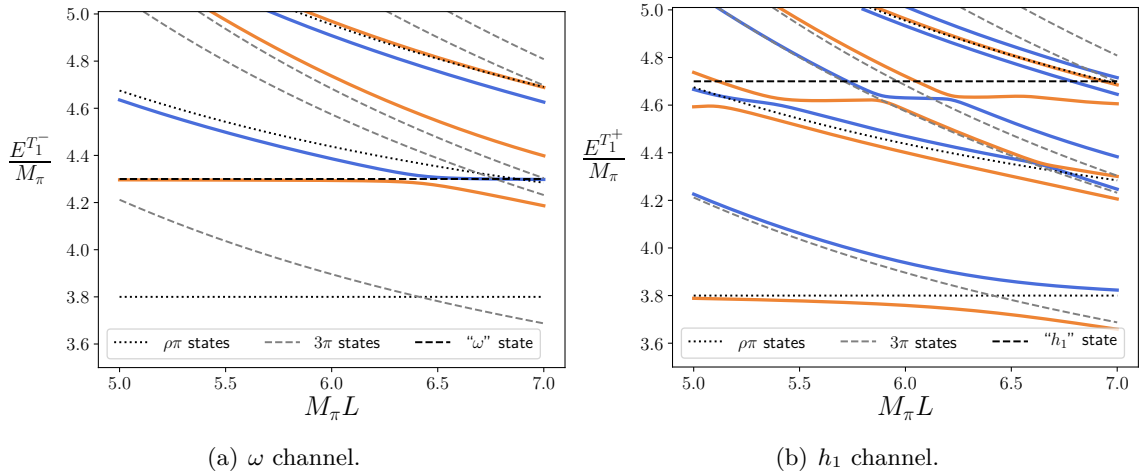 5.0
4.8
4.6
4.4
4.2
4.0
3.8
3.6
E^{T_1^-}
M_π
ρπ states
3π states
“ω” state
5.0
5.5
6.0
6.5
7.0
M_πL
(a) ω channel.
5.0
4.8
4.6
4.4
4.2
4.0
3.8
3.6
E^{T_1^+}
M_π
ρπ states
3π states
“h_1” state
5.0
5.5
6.0
6.5
7.0
M_πL
(b) h_1 channel.